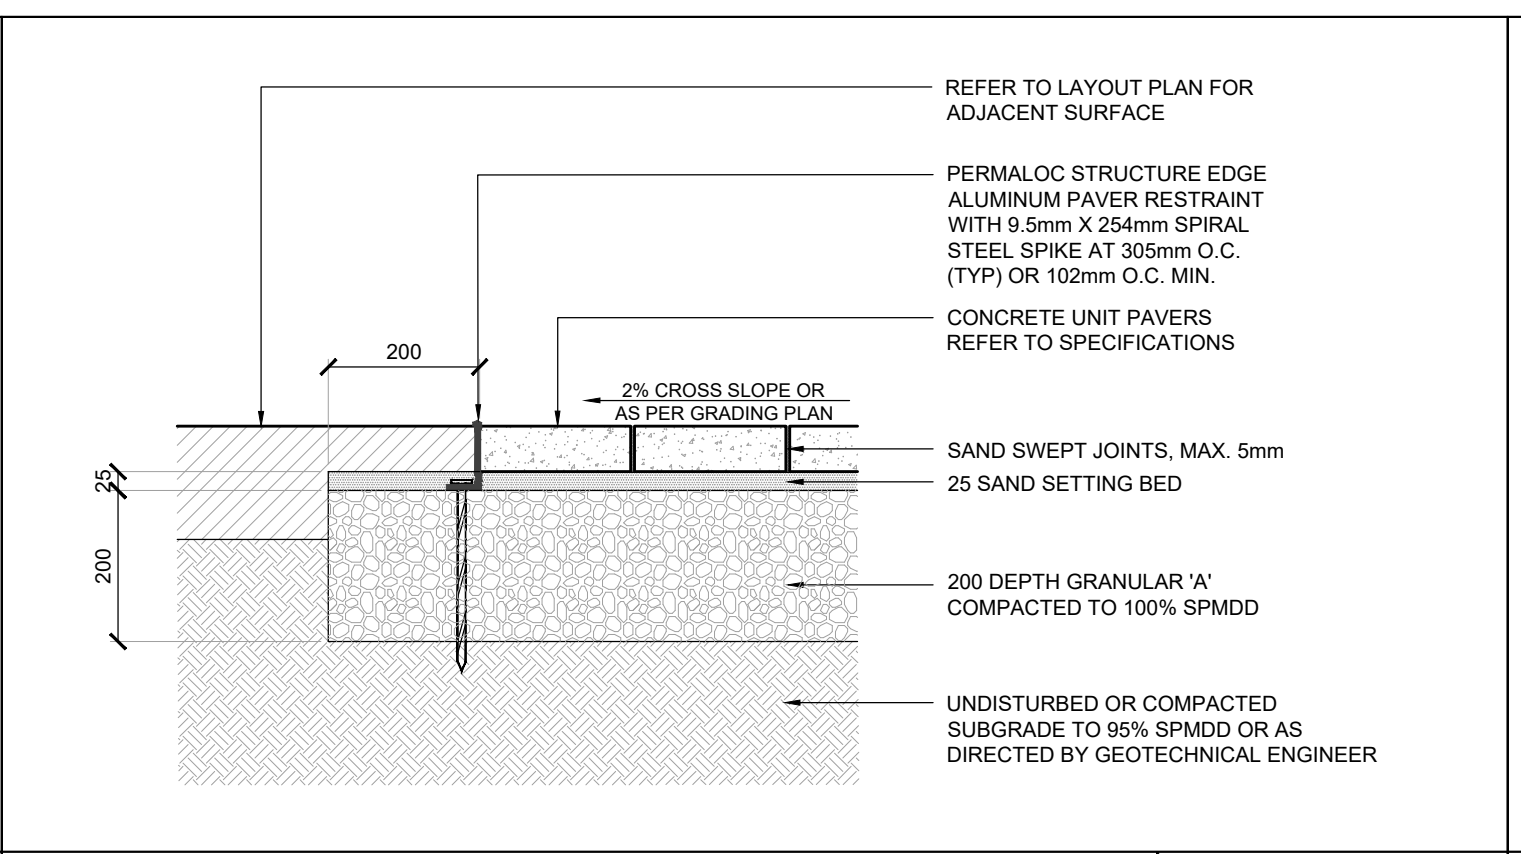 REFER TO LAYOUT PLAN FOR
ADJACENT SURFACE
PERMALOC STRUCTURE EDGE
ALUMINUM PAVER RESTRAINT
WITH 9.5mm X 254mm SPIRAL
STEEL SPIKE AT 305mm O.C.
(TYP) OR 102mm O.C. MIN.
CONCRETE UNIT PAVERS
REFER TO SPECIFICATIONS
200
2% CROSS SLOPE OR
AS PER GRADING PLAN
SAND SWEPT JOINTS, MAX. 5mm
25
25 SAND SETTING BED
200
200 DEPTH GRANULAR 'A'
COMPACTED TO 100% SPMDD
UNDISTURBED OR COMPACTED
SUBGRADE TO 95% SPMDD OR AS
DIRECTED BY GEOTECHNICAL ENGINEER